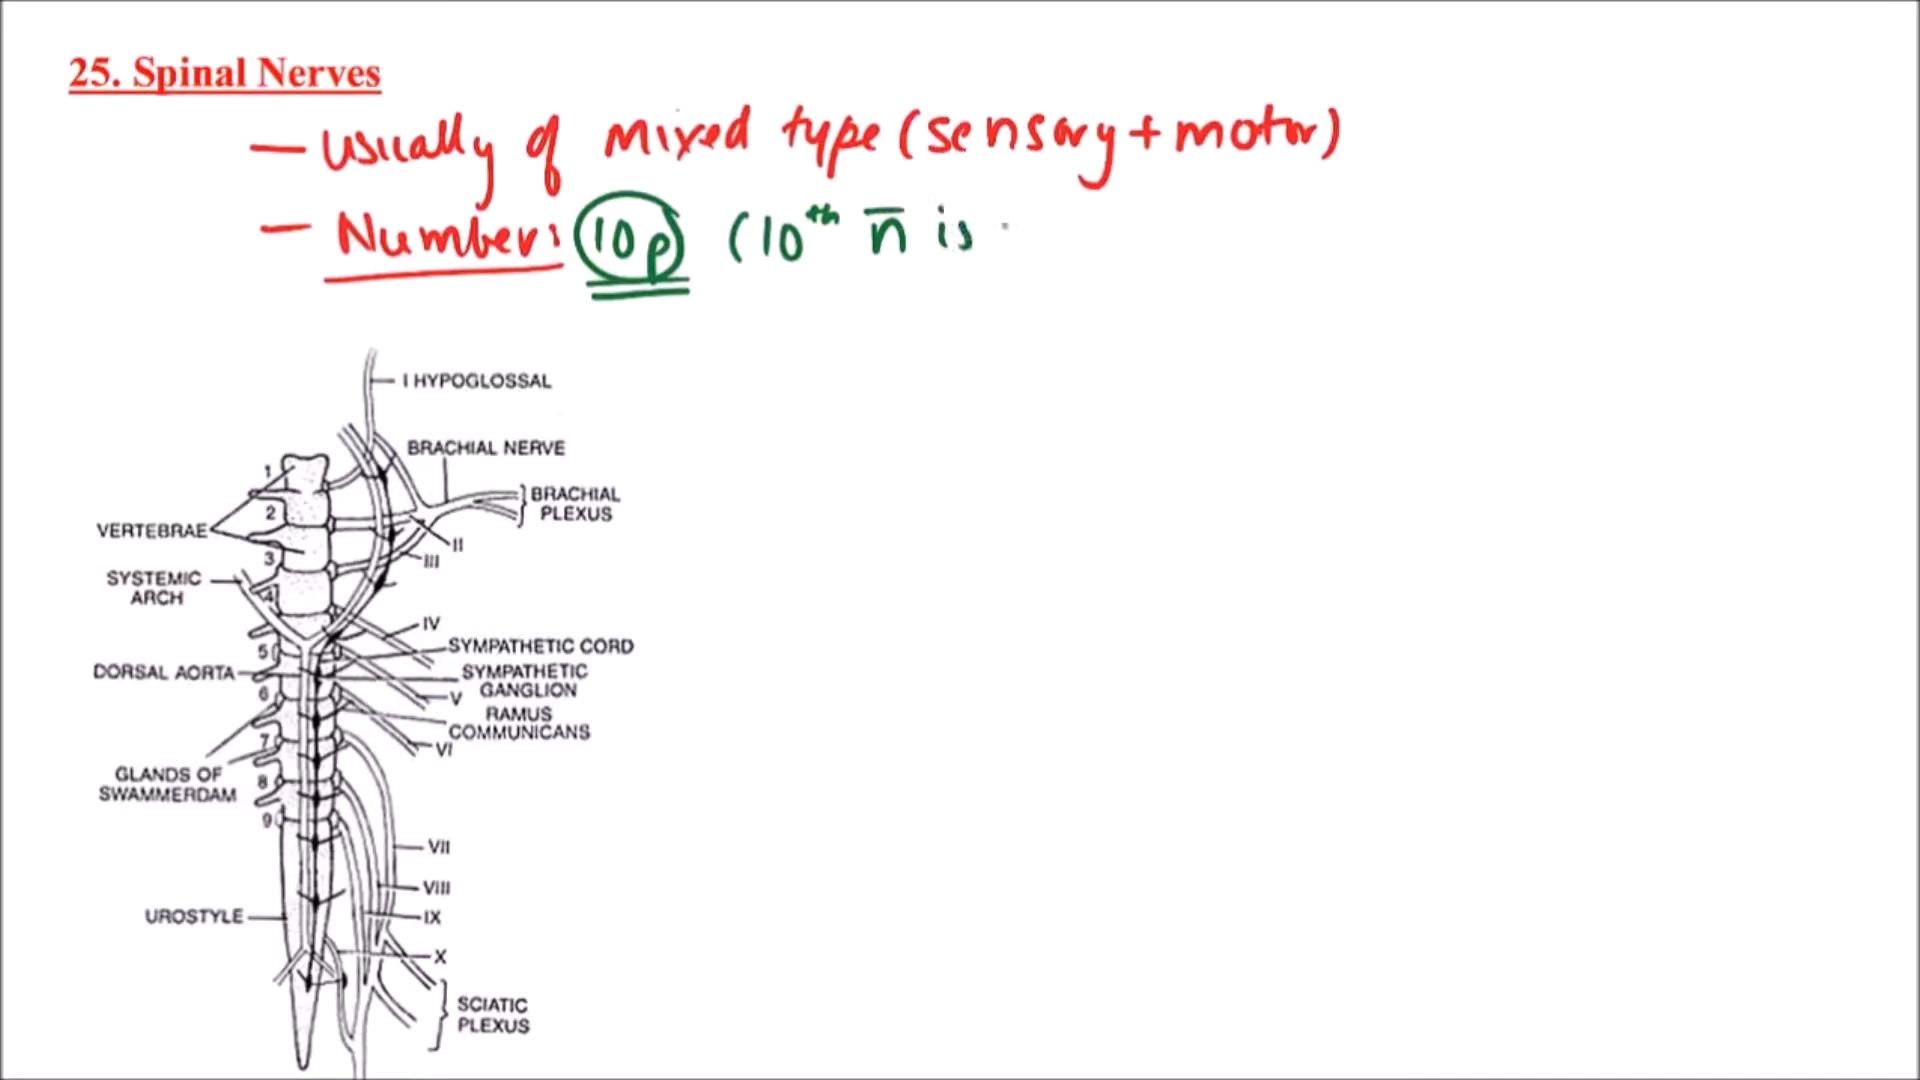 25. Spinal Nerves
— Usually of mixed type (sensory + motor)
— Number: 10p (10th n̄ is
I HYPOGLOSSAL
BRACHIAL NERVE
1
BRACHIAL
PLEXUS
2
VERTEBRAE
II
3
III
SYSTEMIC
ARCH
4
IV
SYMPATHETIC CORD
5
DORSAL AORTA
SYMPATHETIC
GANGLION
6
V
RAMUS
COMMUNICANS
7
VI
GLANDS OF
SWAMMERDAM
8
9
VII
VIII
UROSTYLE
IX
X
SCIATIC
PLEXUS